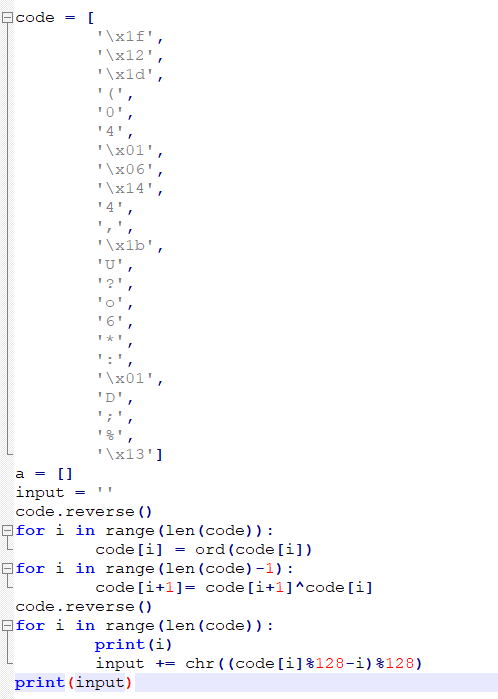 code = [
'\x1f',
'\x12',
'\x1d',
'(',
'0',
'4',
'\x01',
'\x06',
'\x14',
'4',
',',
'\x1b',
'U',
'?',
'o',
'6',
'*',
':',
'\x01',
'D',
';',
'%',
'\x13']
a = []
input = ''
code.reverse()
for i in range(len(code)):
code[i] = ord(code[i])
for i in range(len(code)-1):
code[i+1]= code[i+1]^code[i]
code.reverse()
for i in range(len(code)):
print(i)
input += chr((code[i]%128-i)%128)
print(input)